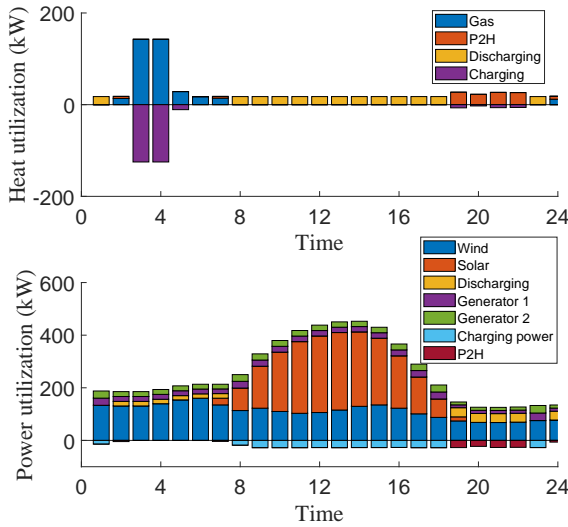 Heat utilization (kW)
200
0
-200
0
4
8
12
16
20
24
Time
Gas
P2H
Discharging
Charging
Power utilization (kW)
600
400
200
0
0
4
8
12
16
20
24
Time
Wind
Solar
Discharging
Generator 1
Generator 2
Charging power
P2H